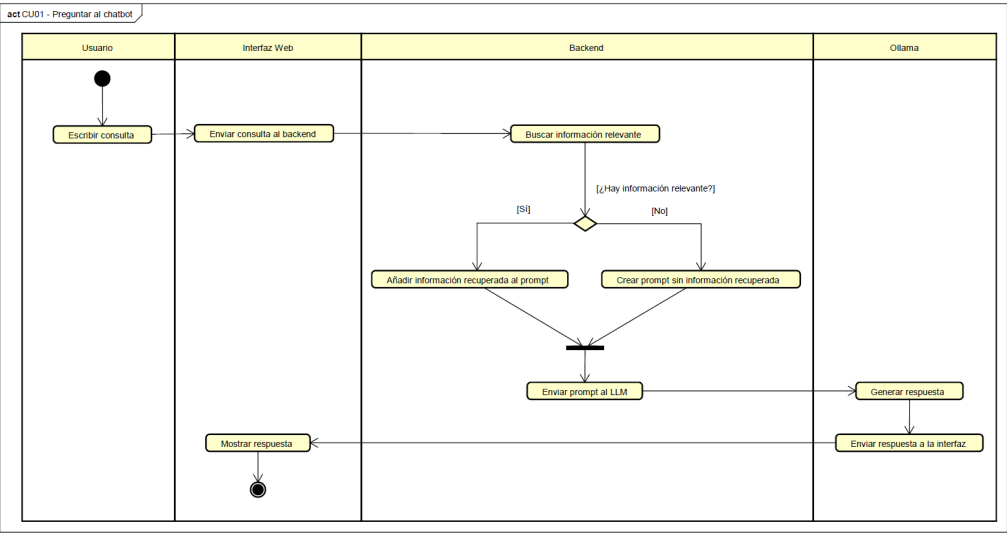 act CU01 - Preguntar al chatbot
Usuario
Interfaz Web
Backend
Ollama
Escribir consulta
Enviar consulta al backend
Buscar información relevante
[¿Hay información relevante?]
[Sí]
[No]
Añadir información recuperada al prompt
Crear prompt sin información recuperada
Enviar prompt al LLM
Generar respuesta
Mostrar respuesta
Enviar respuesta a la interfaz